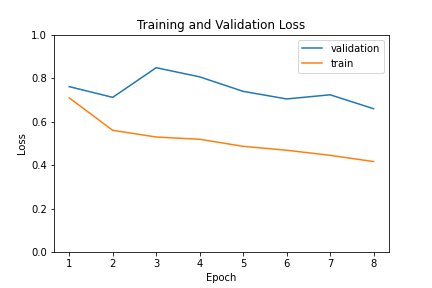 Training and Validation Loss
1.0
0.8
0.6
0.4
0.2
0.0
Loss
validation
train
1 2 3 4 5 6 7 8
Epoch